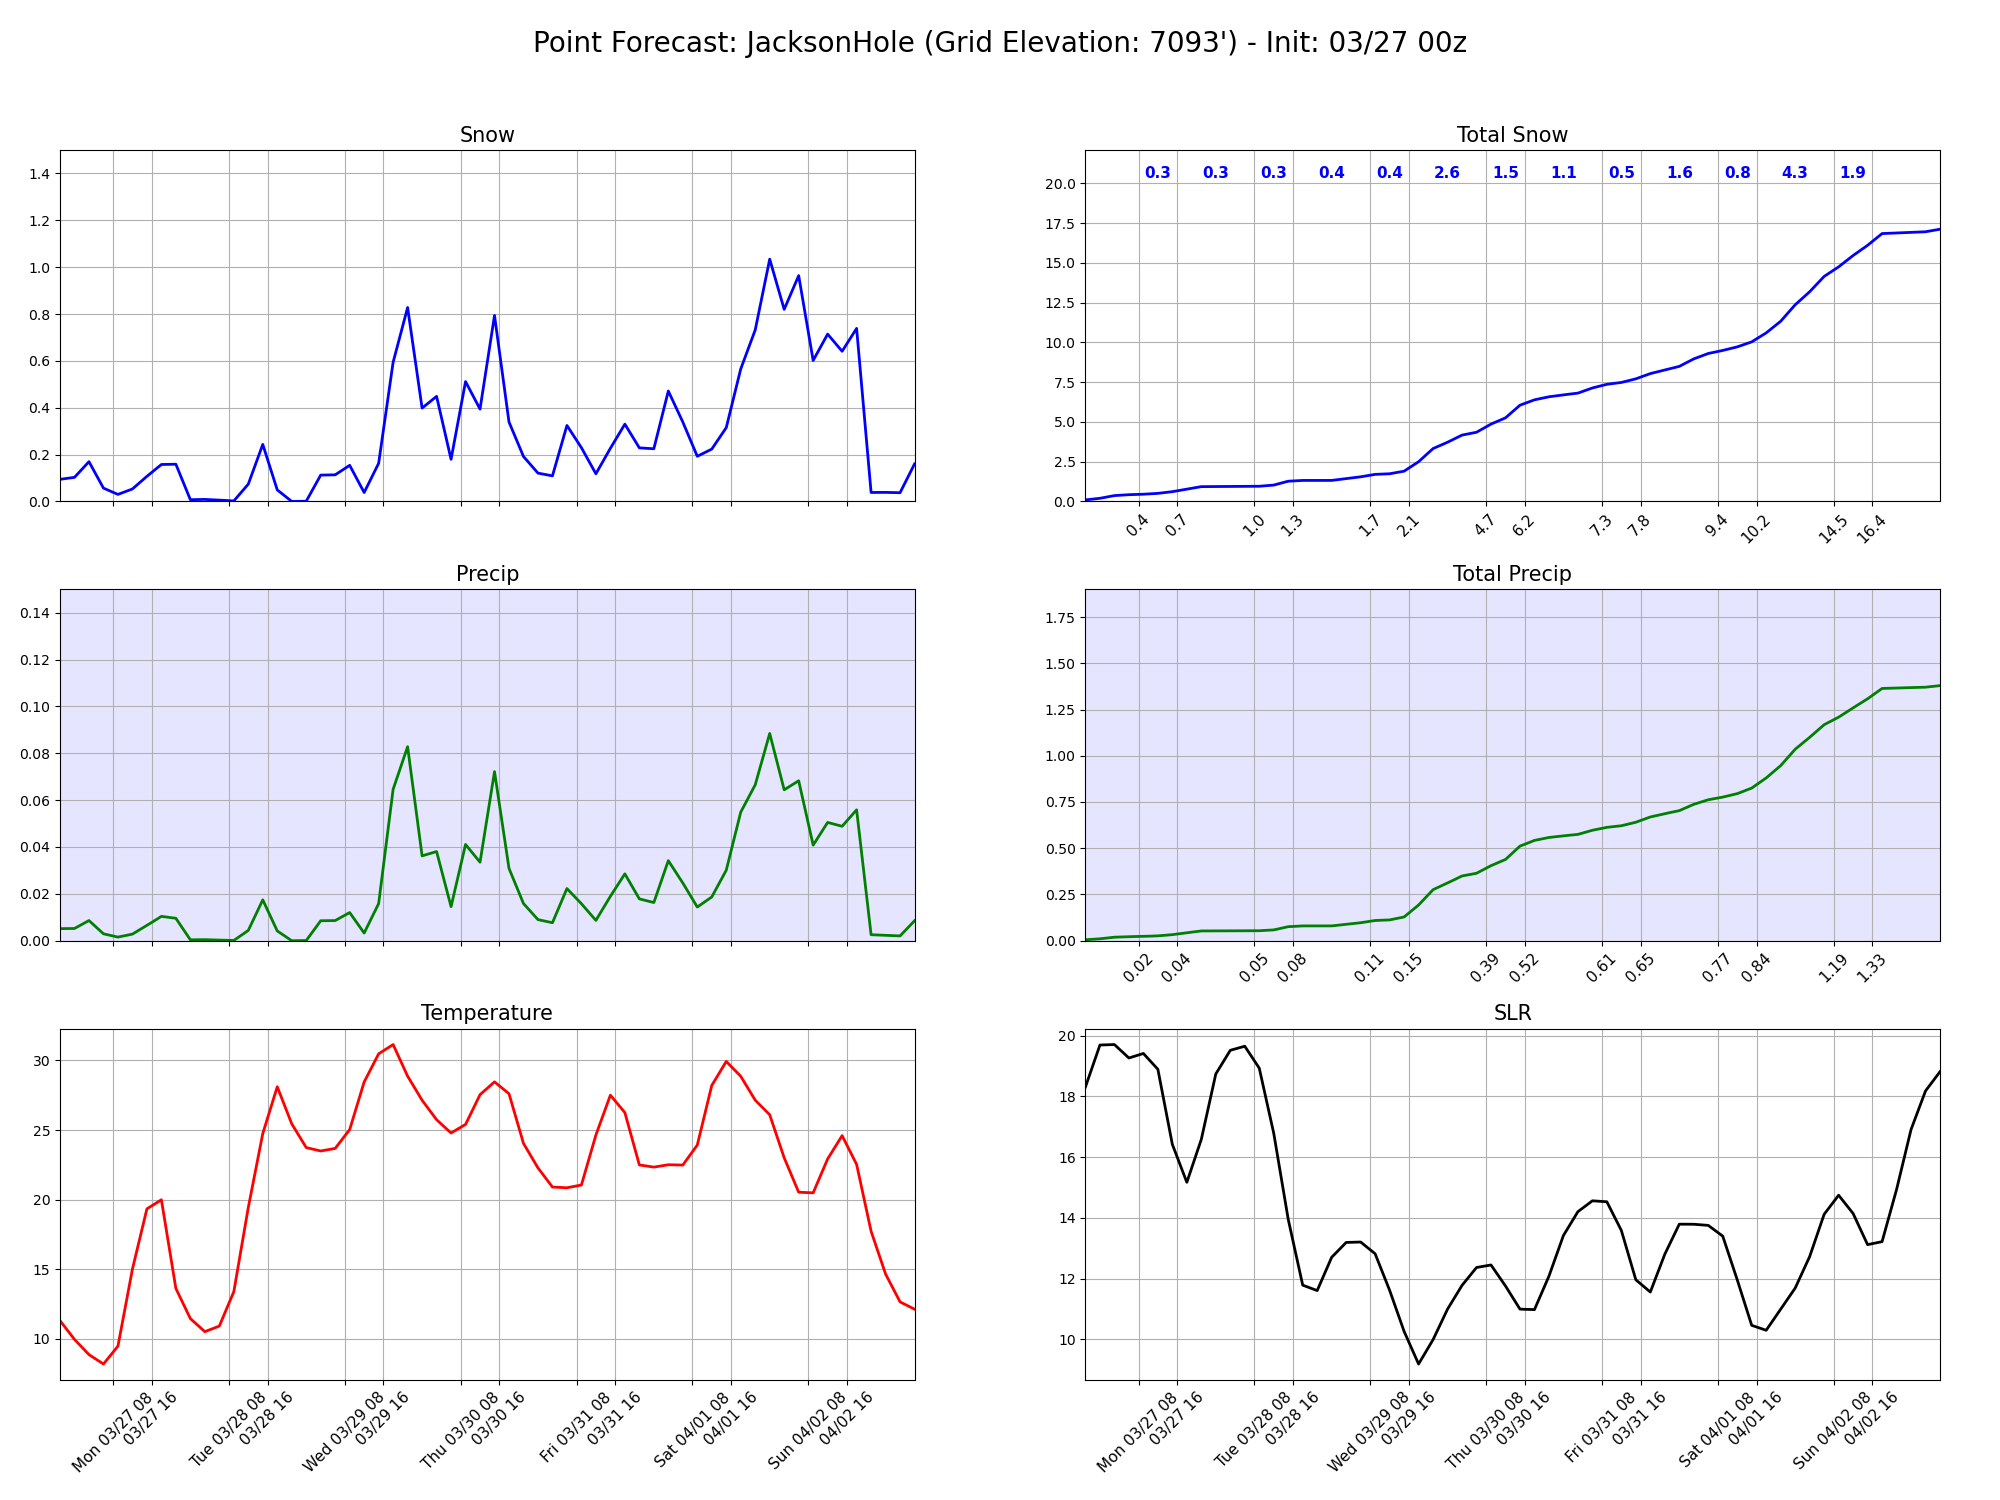 Point Forecast: JacksonHole (Grid Elevation: 7093') - Init: 03/27 00z
Snow
1.4
1.2
1.0
0.8
0.6
0.4
0.2
0.0
Total Snow
0.3 0.3 0.3 0.4 0.4 2.6 1.5 1.1 0.5 1.6 0.8 4.3 1.9
20.0
17.5
15.0
12.5
10.0
7.5
5.0
2.5
0.0
0.4 0.7 1.0 1.3 1.7 2.1 4.7 6.2 7.3 7.8 9.4 10.2 14.5 16.4
Precip
0.14
0.12
0.10
0.08
0.06
0.04
0.02
0.00
Total Precip
1.75
1.50
1.25
1.00
0.75
0.50
0.25
0.00
0.02 0.04 0.05 0.08 0.11 0.15 0.39 0.52 0.61 0.65 0.77 0.84 1.19 1.33
Temperature
30
25
20
15
10
Mon 03/27 08
03/27 16
Tue 03/28 08
03/28 16
Wed 03/29 08
03/29 16
Thu 03/30 08
03/30 16
Fri 03/31 08
03/31 16
Sat 04/01 08
04/01 16
Sun 04/02 08
04/02 16
SLR
20
18
16
14
12
10
Mon 03/27 08
03/27 16
Tue 03/28 08
03/28 16
Wed 03/29 08
03/29 16
Thu 03/30 08
03/30 16
Fri 03/31 08
03/31 16
Sat 04/01 08
04/01 16
Sun 04/02 08
04/02 16